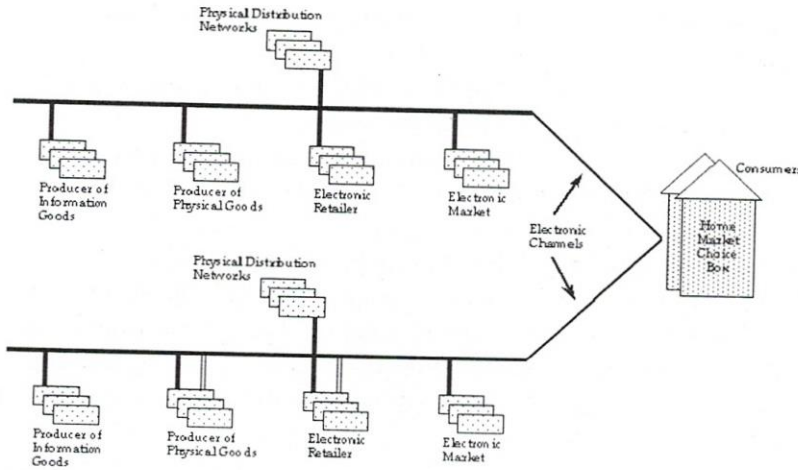 Physical Distribution
Networks
Producer of
Information
Goods
Producer of
Physical Goods
Electronic
Retailer
Electronic
Market
Consumers
Home
Market
Choice
Box
Electronic
Channels
Physical Distribution
Networks
Producer of
Information
Goods
Producer of
Physical Goods
Electronic
Retailer
Electronic
Market